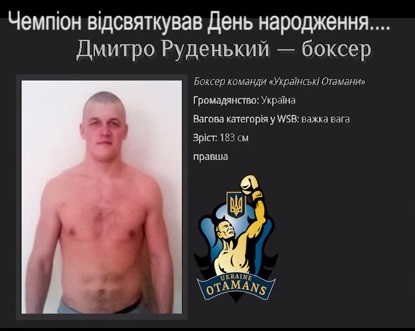 Чемпіон відсвяткував День народження....
Дмитро Руденький — боксер
Боксер команди «Українські Отамани»
Громадянство: Україна
Вагова категорія у WSB: важка вага
Зріст: 183 см
правша
UKRAINE
OTAMANS